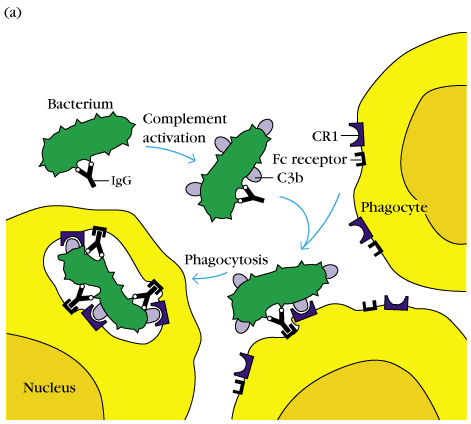 (a)
Bacterium
Complement
activation
IgG
CR1
Fc receptor
C3b
Phagocyte
Phagocytosis
Nucleus